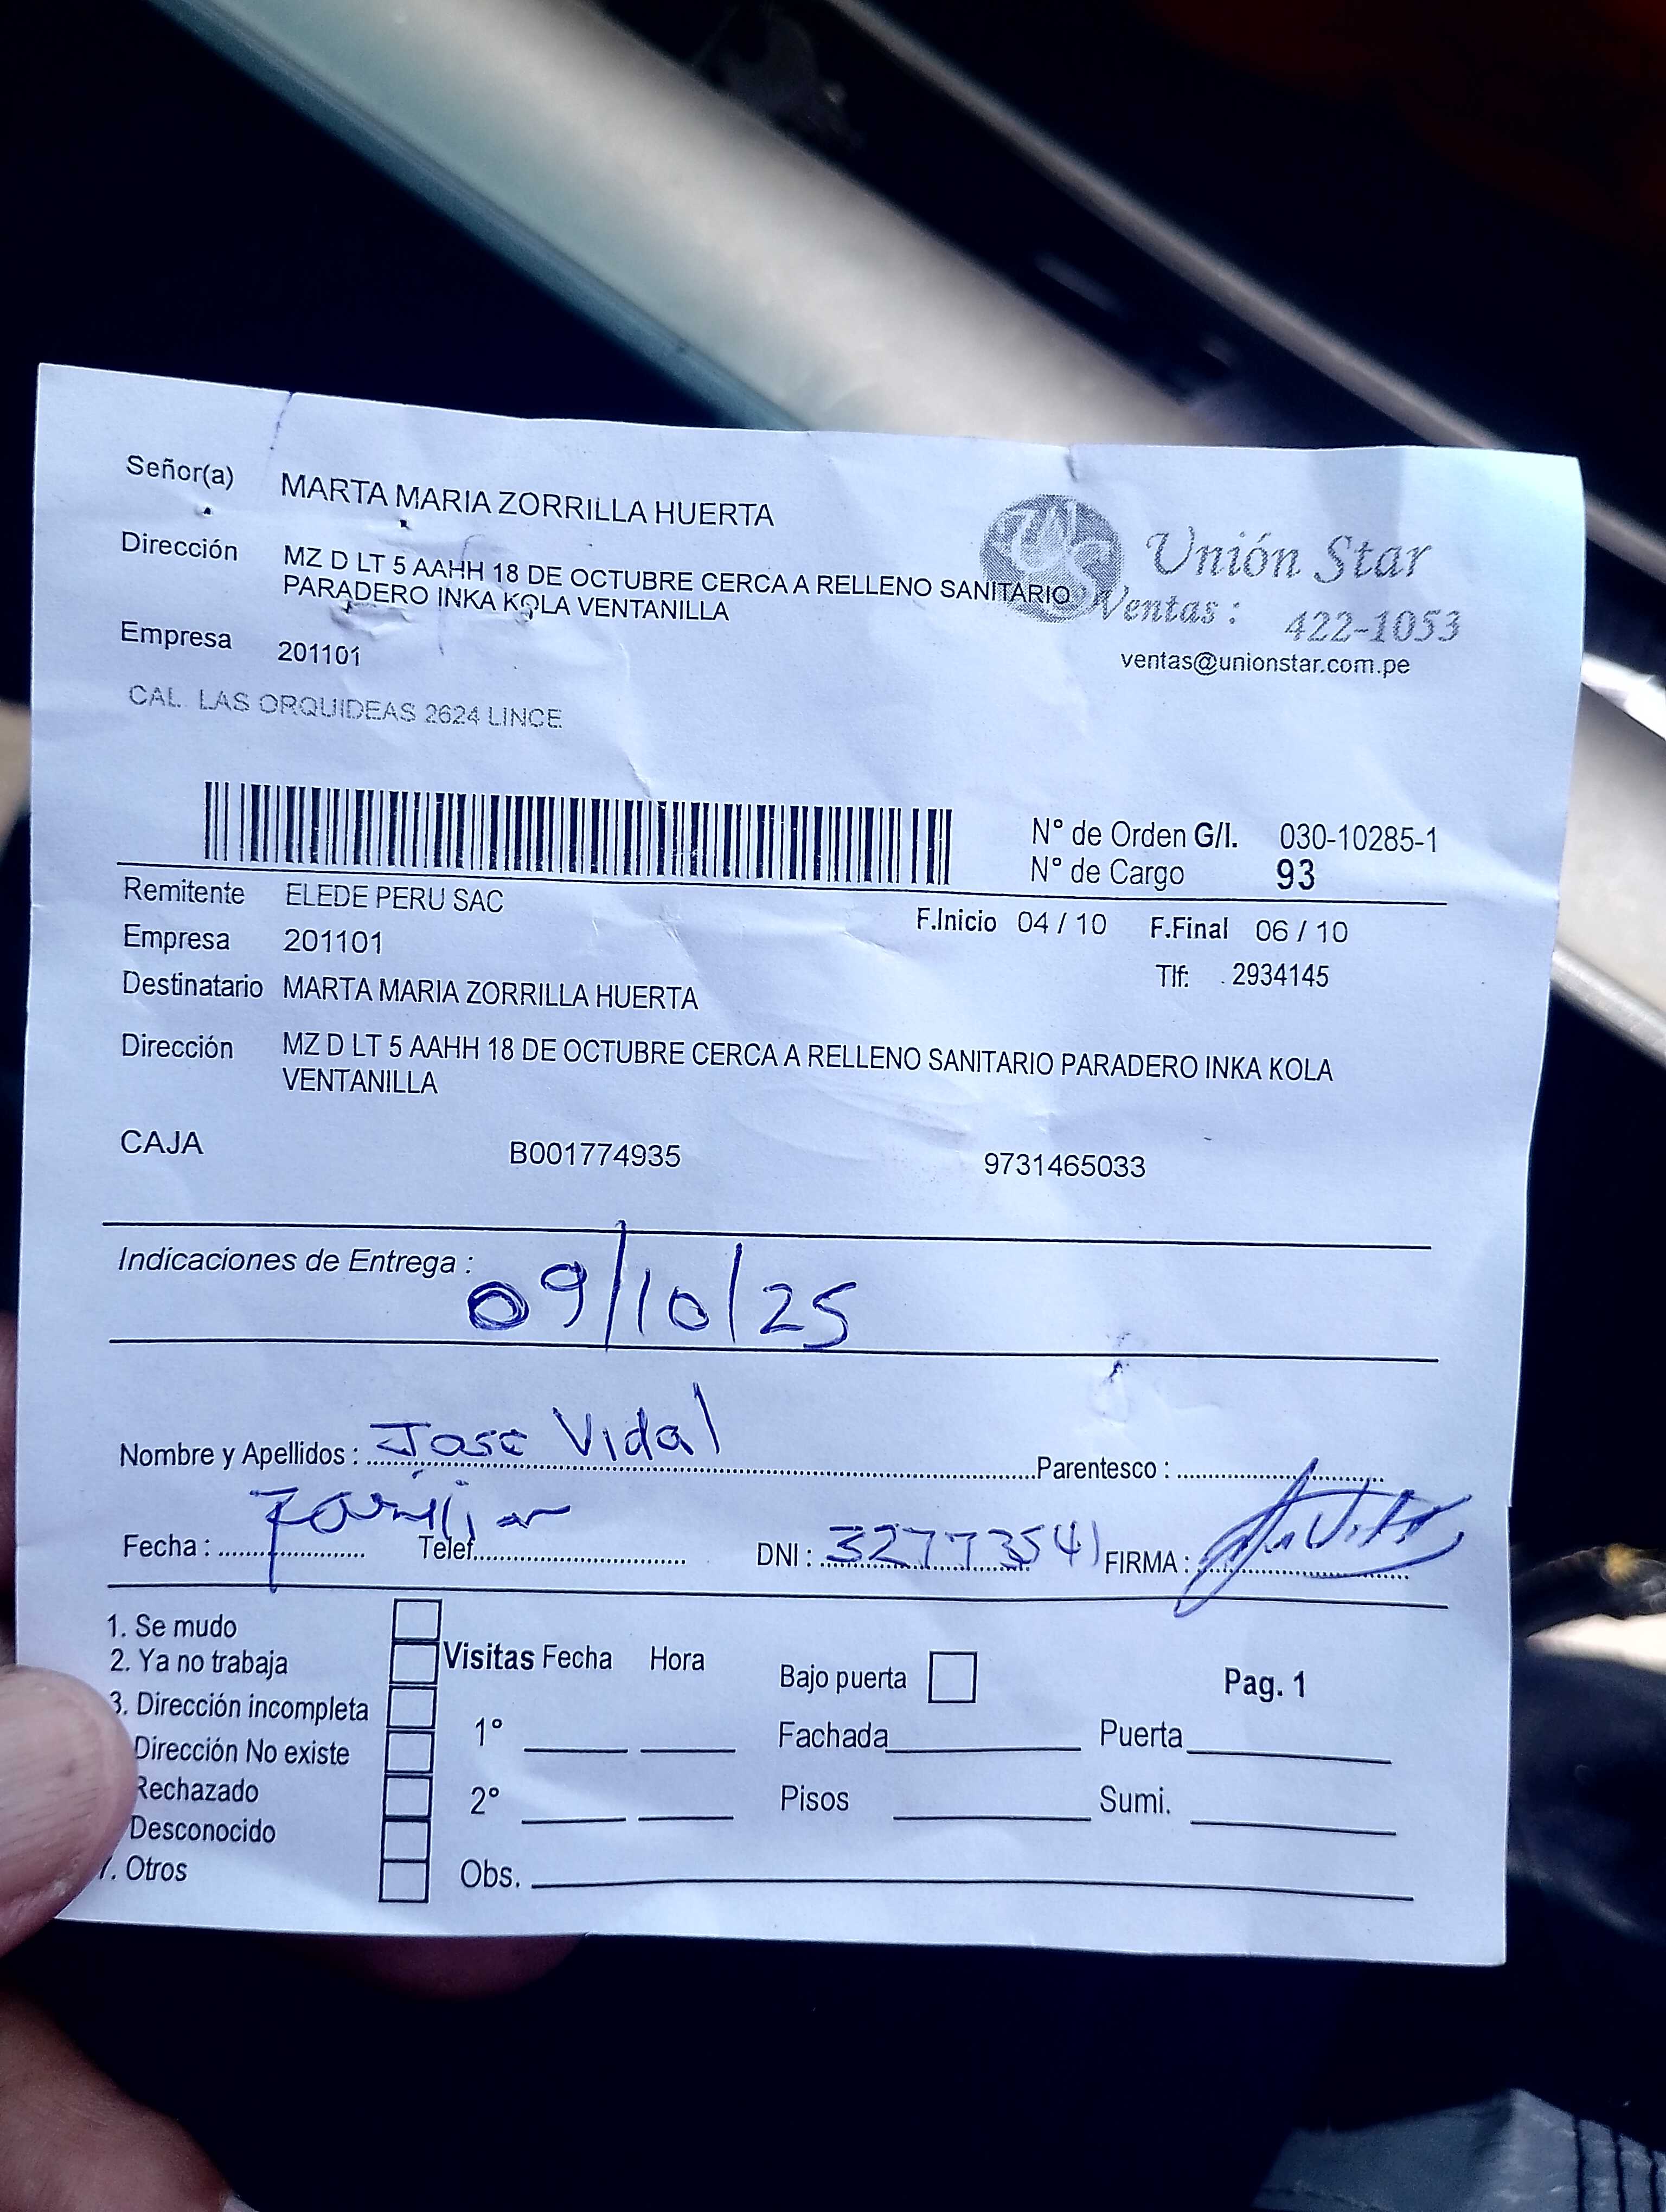 Señor(a) MARTA MARIA ZORRILLA HUERTA
Dirección MZ D LT 5 AAHH 18 DE OCTUBRE CERCA A RELLENO SANITARIO
PARADERO INKA KOLA VENTANILLA
Empresa 201101
CAL. LAS ORQUIDEAS 2624 LINCE
Unión Star
Ventas : 422-1053
ventas@unionstar.com.pe
N° de Orden G/I. 030-10285-1
N° de Cargo 93
Remitente ELEDE PERU SAC
F.Inicio 04 / 10 F.Final 06 / 10
Empresa 201101
Tlf: . 2934145
Destinatario MARTA MARIA ZORRILLA HUERTA
Dirección MZ D LT 5 AAHH 18 DE OCTUBRE CERCA A RELLENO SANITARIO PARADERO INKA KOLA
VENTANILLA
CAJA B001774935 9731465033
Indicaciones de Entrega : 09/10/25
Nombre y Apellidos : Jose Vidal Parentesco :
Familiar
Fecha : Telef. DNI : 32773541 FIRMA :
1. Se mudo
2. Ya no trabaja
3. Dirección incompleta
Dirección No existe
Rechazado
Desconocido
7. Otros
Visitas Fecha Hora
1°
2°
Obs.
Bajo puerta
Fachada Puerta
Pisos Sumi.
Pag. 1